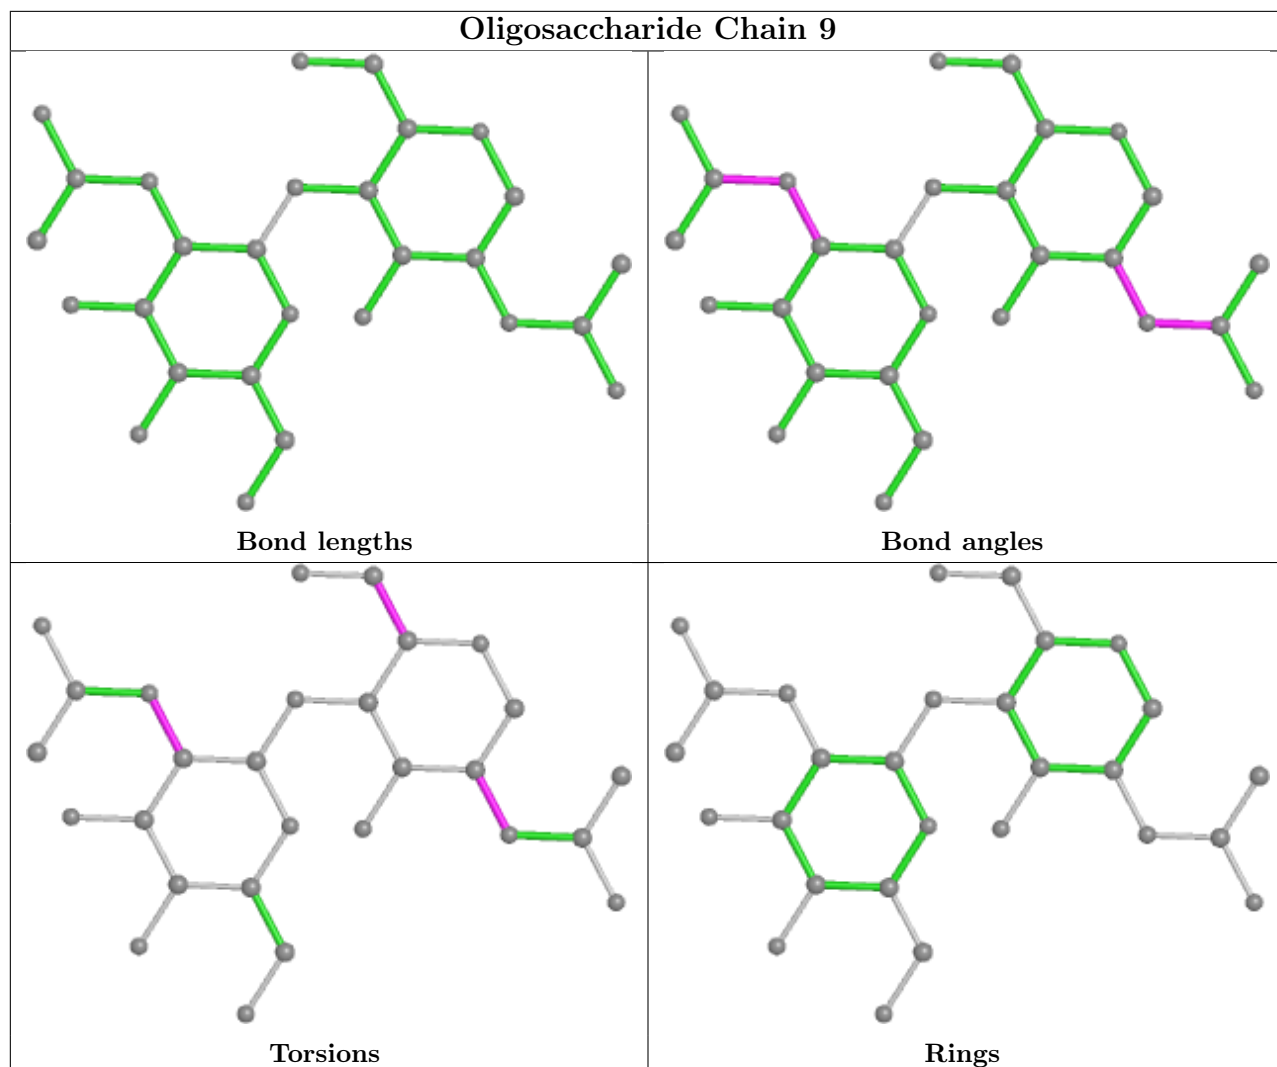 Oligosaccharide Chain 9
Bond lengths
Bond angles
Torsions
Rings